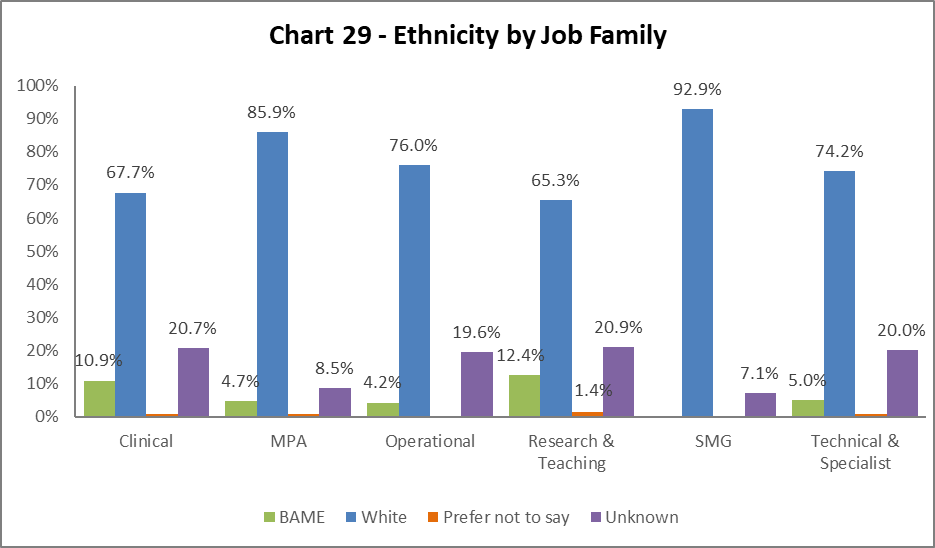 Chart 29 - Ethnicity by Job Family
100%
90%
80%
70%
60%
50%
40%
30%
20%
10%
0%
10.9%
67.7%
20.7%
4.7%
85.9%
8.5%
4.2%
76.0%
19.6%
12.4%
65.3%
1.4%
20.9%
92.9%
7.1%
5.0%
74.2%
20.0%
Clinical
MPA
Operational
Research &
Teaching
SMG
Technical &
Specialist
BAME
White
Prefer not to say
Unknown